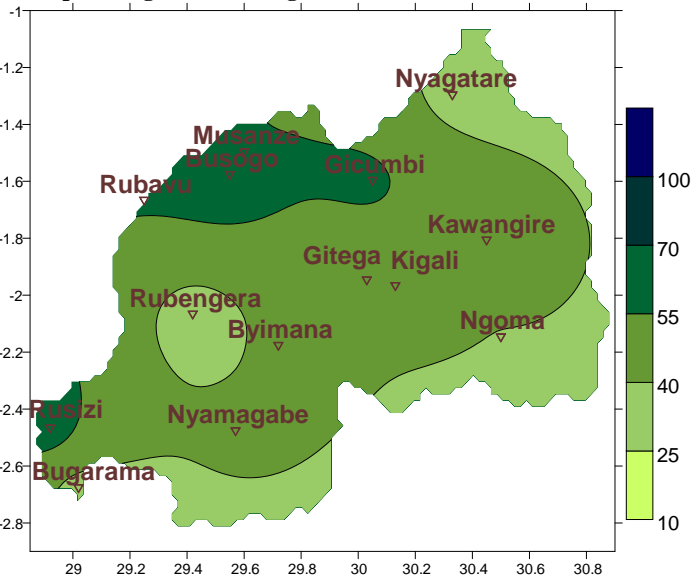 -1
-1.2
Nyagatare
-1.4
Musanze
Busogo
Gicumbi
100
-1.6
Rubavu
70
-1.8
Kawangire
Gitega
Kigali
-2
Rubengera
55
Byimana
Ngoma
-2.2
40
-2.4
Rusizi
Nyamagabe
25
-2.6
Bugarama
10
-2.8
29 29.2 29.4 29.6 29.8 30 30.2 30.4 30.6 30.8